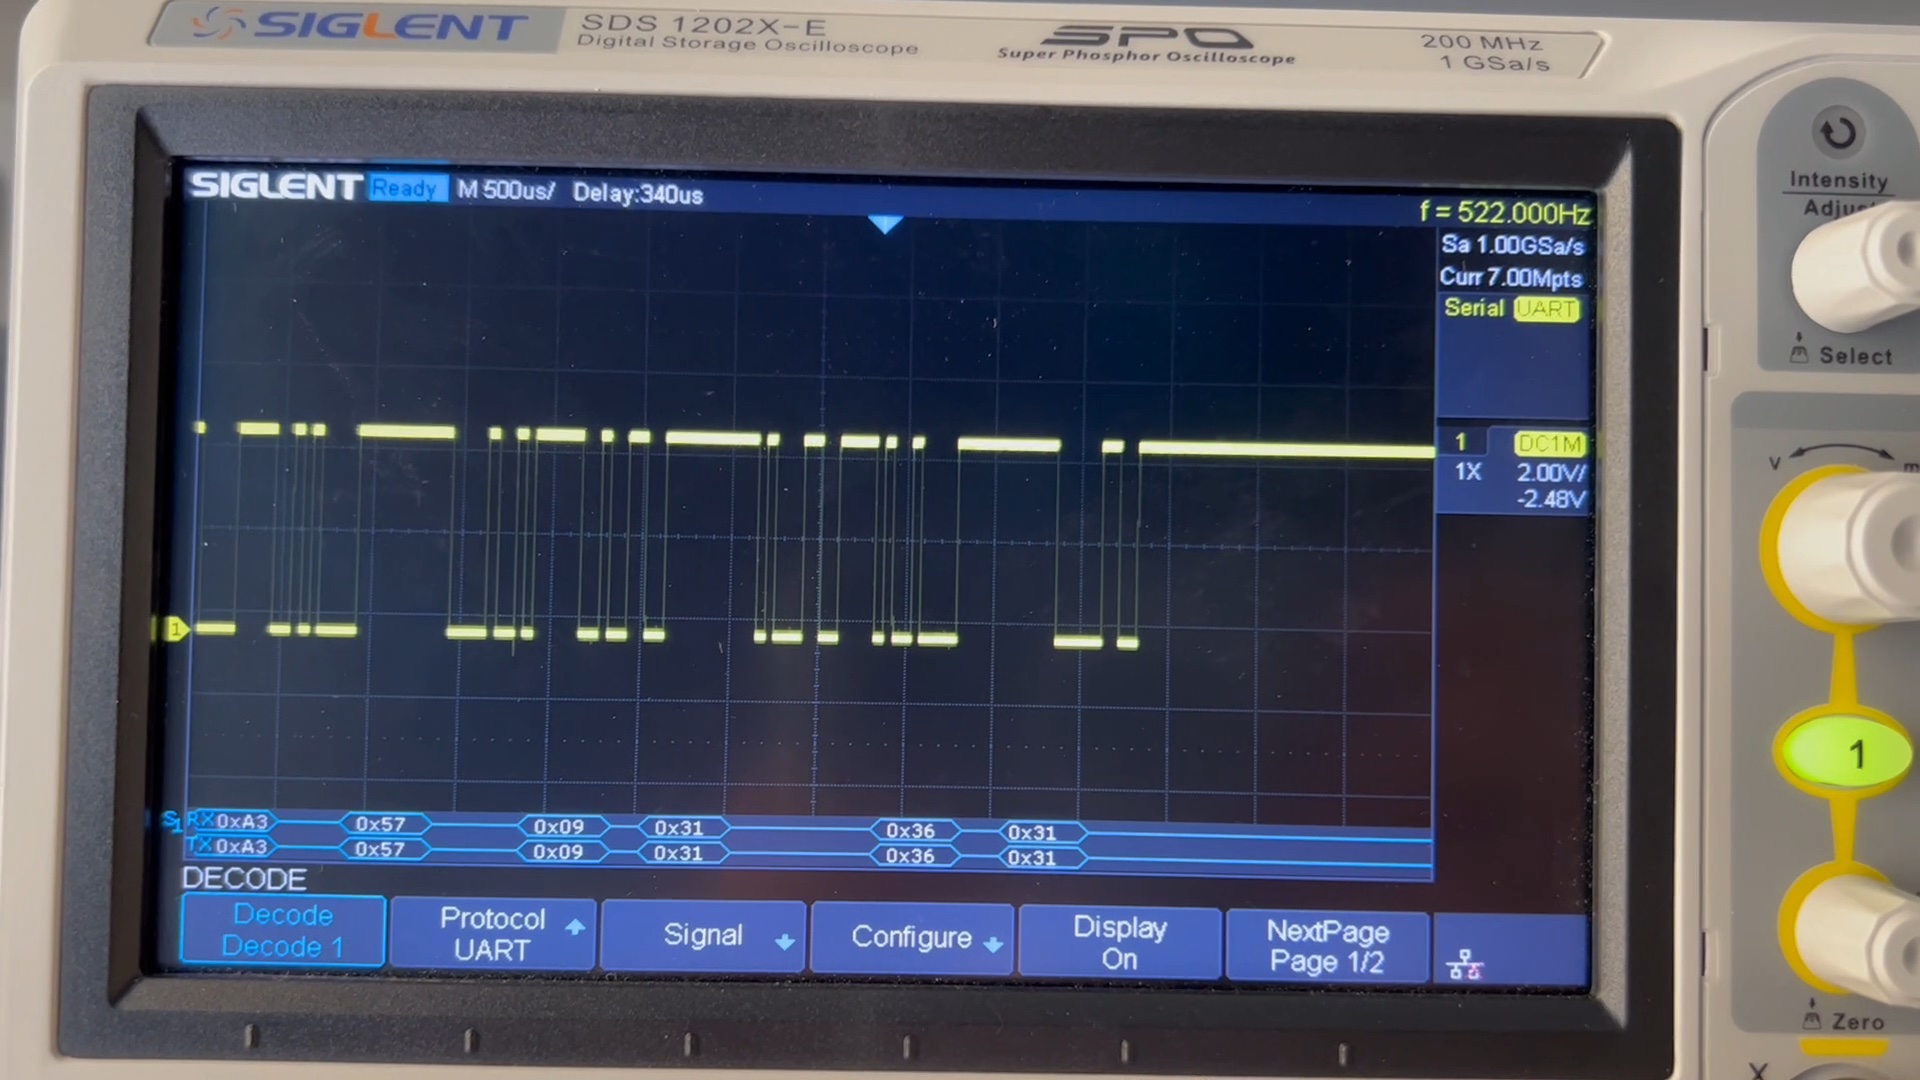 SIGLENT SDS 1202X-E
Digital Storage Oscilloscope
SPO
Super Phosphor Oscilloscope
200 MHz
1 GSa/s
Intensity
Select
SIGLENT Ready M 500us/ Delay:340us
f = 522.000Hz
Sa 1.00GSa/s
Curr 7.00Mpts
Serial UART
1 DC1M
1X 2.00V/
-2.48V
V
1
1
S1 RX 0xA3 0x57 0x09 0x31 0x36 0x31
TX 0xA3 0x57 0x09 0x31 0x36 0x31
DECODE
Decode
Decode 1
Protocol
UART
Signal
Configure
Display
On
NextPage
Page 1/2
Zero
X